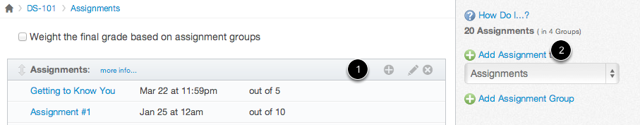 DS-101 › Assignments
Weight the final grade based on assignment groups
Assignments: more info... 1
Getting to Know You Mar 22 at 11:59pm out of 5
Assignment #1 Jan 25 at 12am out of 10
How Do I...?
20 Assignments ( in 4 Groups)
2
Add Assignment
Assignments
Add Assignment Group